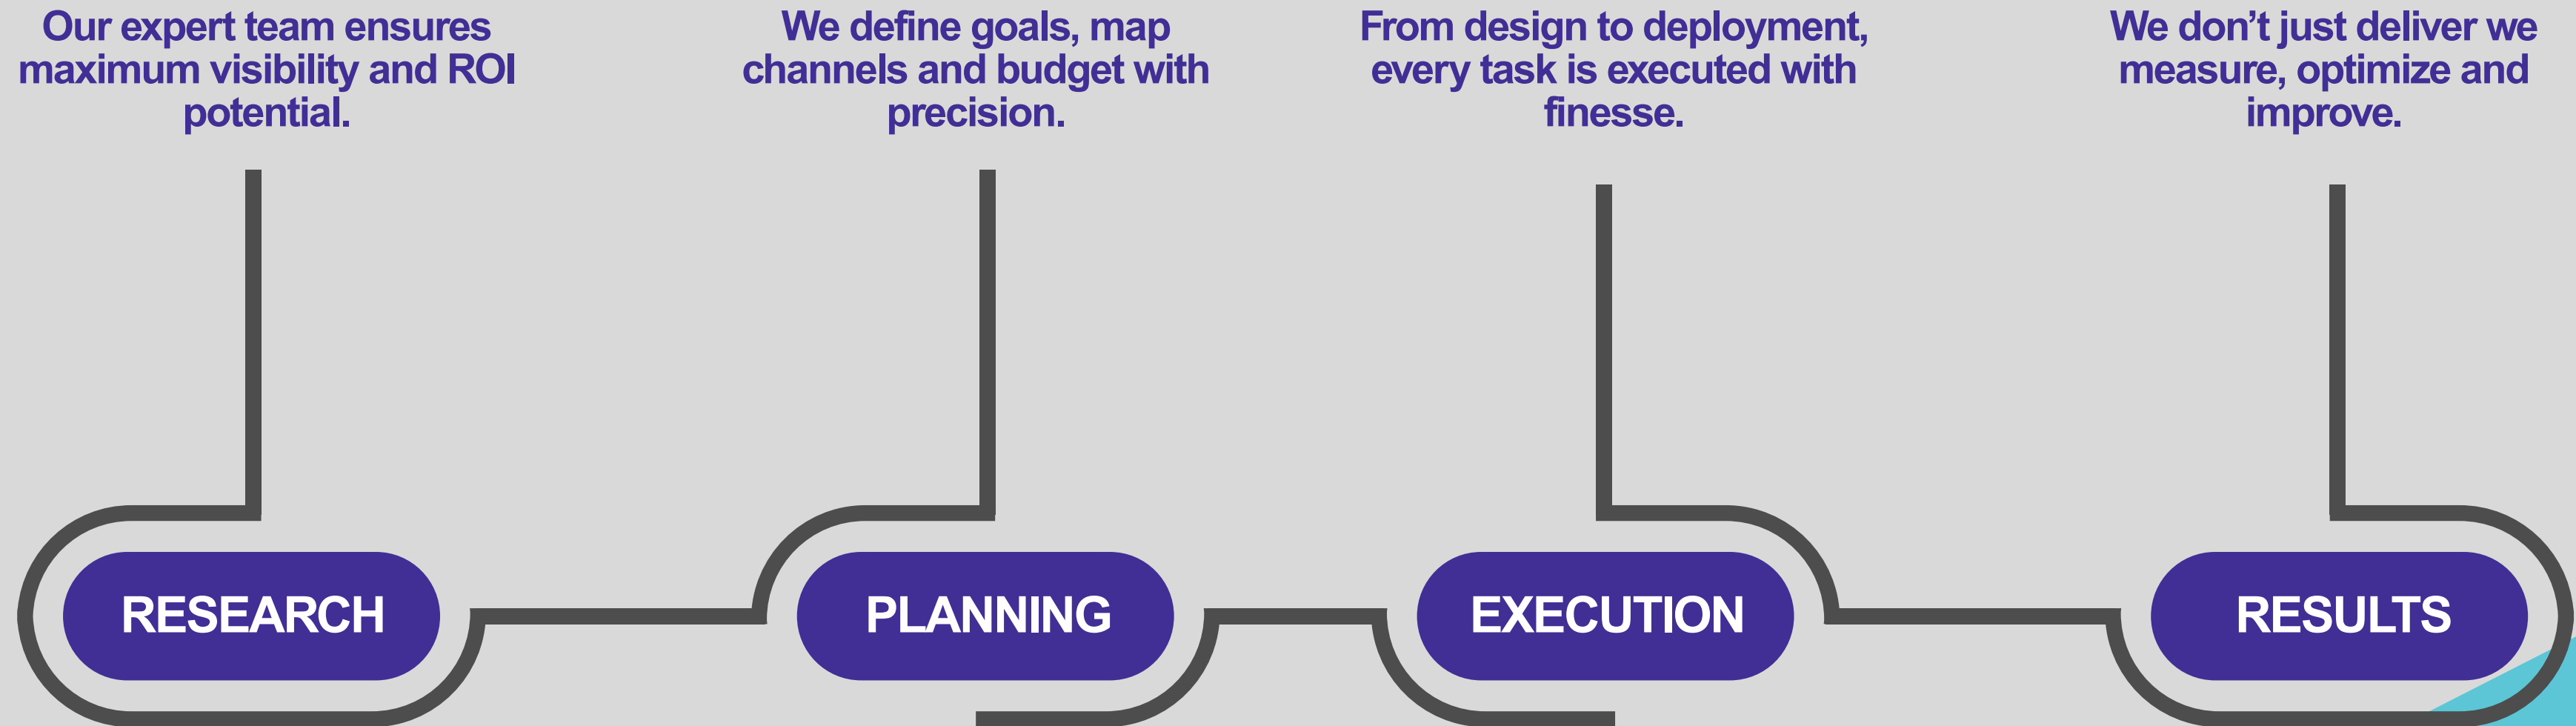 Our expert team ensures
maximum visibility and ROI
potential.
We define goals, map
channels and budget with
precision.
From design to deployment,
every task is executed with
finesse.
We don’t just deliver we
measure, optimize and
improve.
RESEARCH
PLANNING
EXECUTION
RESULTS